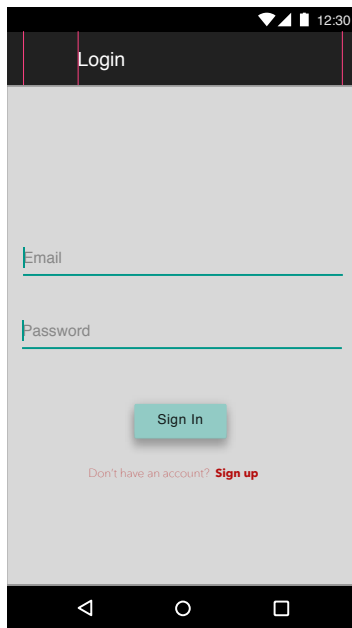 12:30
Login
Email
Password
Sign In
Don't have an account? Sign up